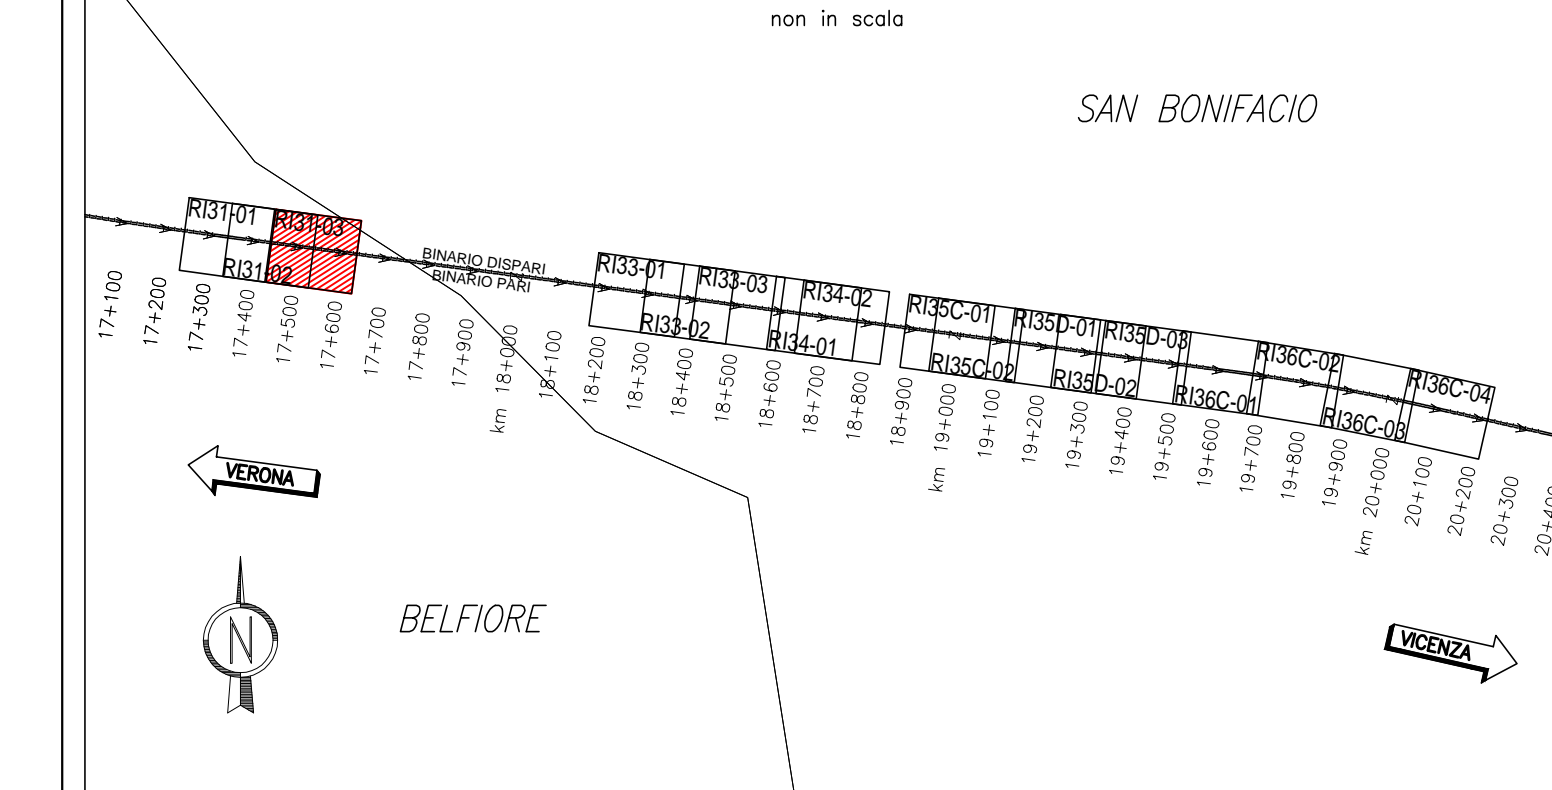 non in scala
SAN BONIFACIO
RI31-01
RI31-02
RI31-03
BINARIO DISPARI
BINARIO PARI
RI33-01
RI33-02
RI33-03
RI34-01
RI34-02
RI35C-01
RI35C-02
RI35D-01
RI35D-02
RI35D-03
RI36C-01
RI36C-02
RI36C-03
RI36C-04
17+100
17+200
17+300
17+400
17+500
17+600
17+700
17+800
17+900
km 18+000
18+100
18+200
18+300
18+400
18+500
18+600
18+700
18+800
18+900
km 19+000
19+100
19+200
19+300
19+400
19+500
19+600
19+700
19+800
19+900
km 20+000
20+100
20+200
20+300
20+400
VERONA
N
BELFIORE
VICENZA